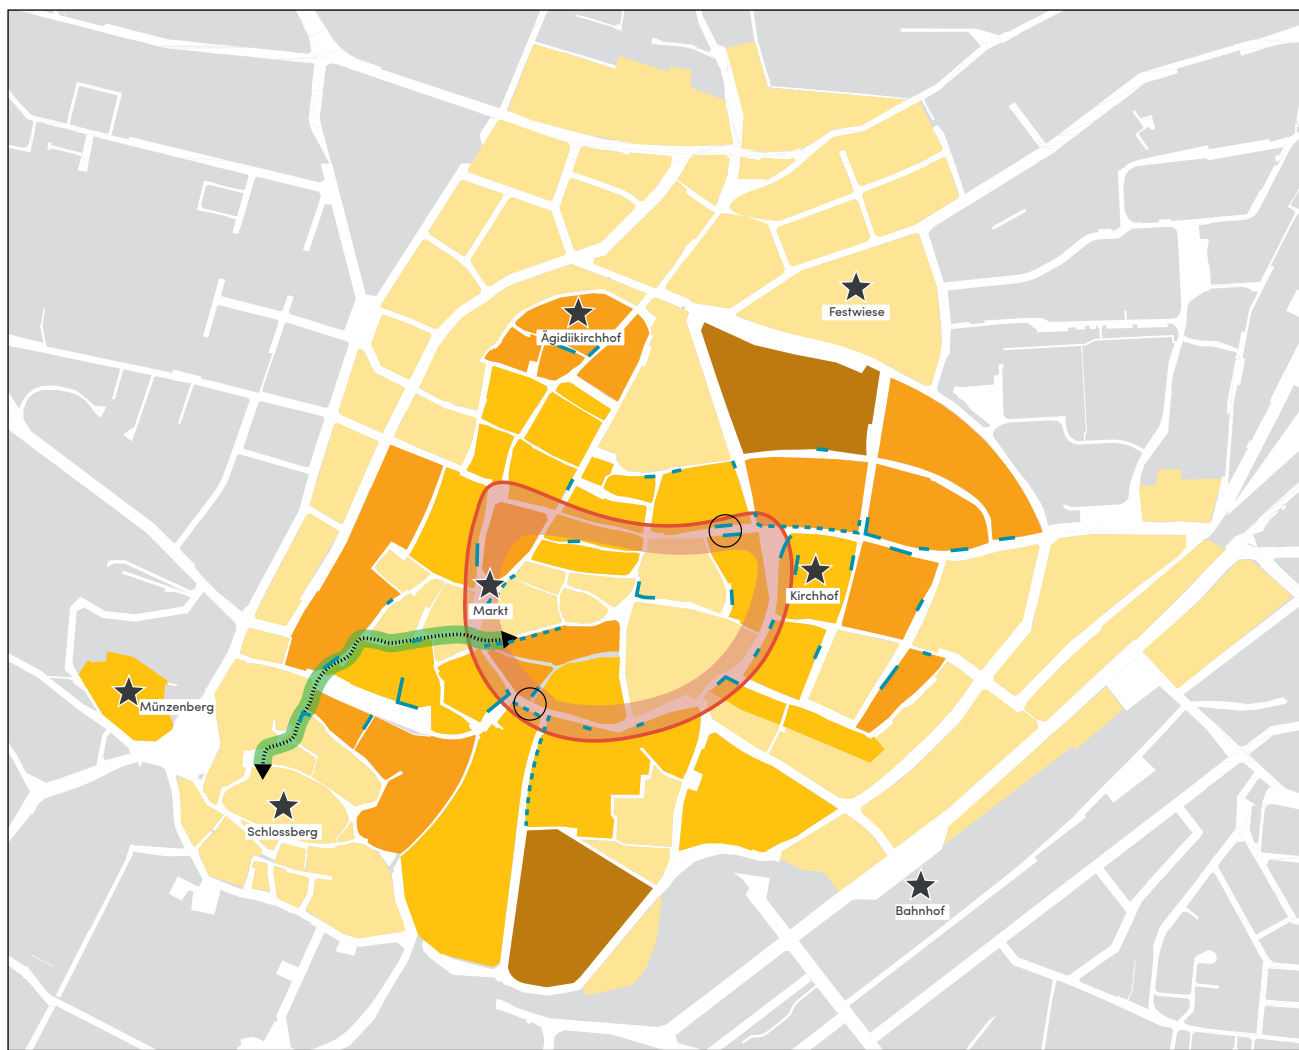 Festwiese
Ägidiikirchhof
Kirchhof
Markt
Münzenberg
Schlossberg
Bahnhof